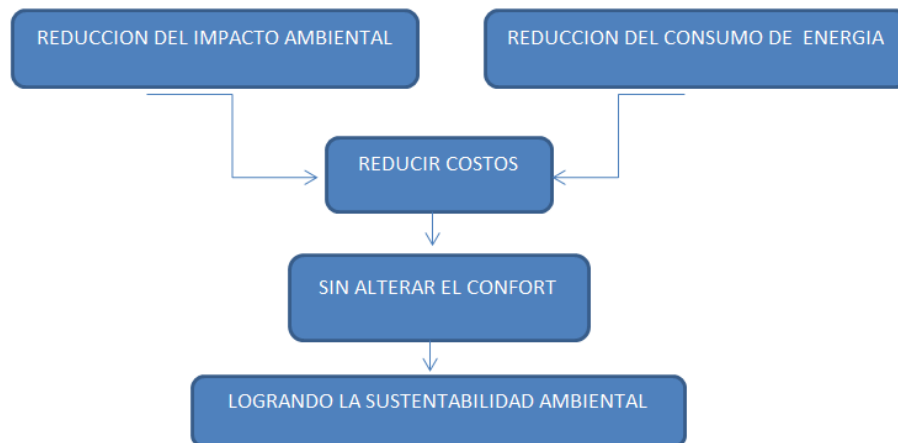 REDUCCION DEL IMPACTO AMBIENTAL
REDUCCION DEL CONSUMO DE ENERGIA
REDUCIR COSTOS
SIN ALTERAR EL CONFORT
LOGRANDO LA SUSTENTABILIDAD AMBIENTAL